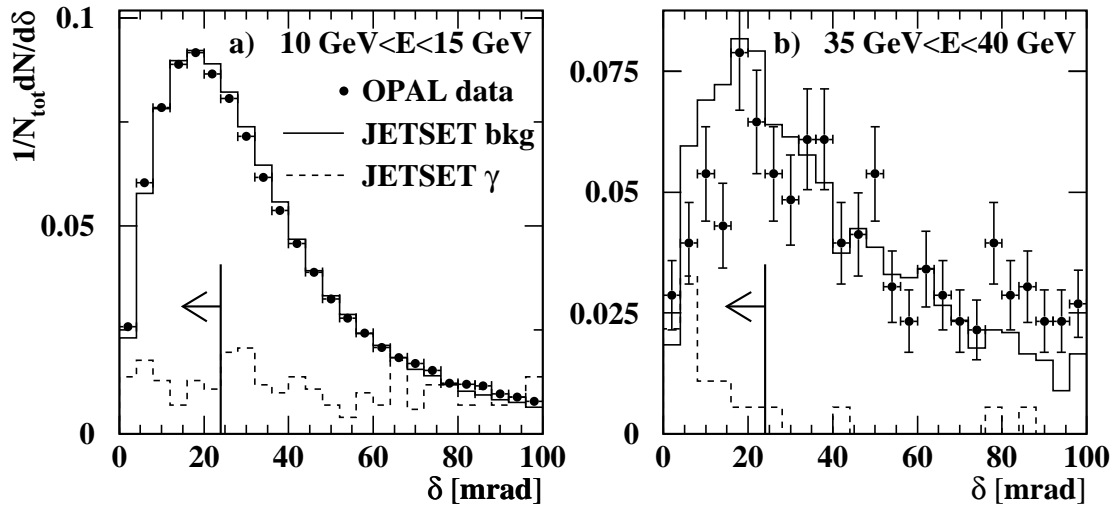 1/N_tot dN/dδ
0.1
0.05
0
a) 10 GeV<E<15 GeV
OPAL data
JETSET bkg
JETSET γ
0 20 40 60 80 100
δ [mrad]
b) 35 GeV<E<40 GeV
0.075
0.05
0.025
0
0 20 40 60 80 100
δ [mrad]